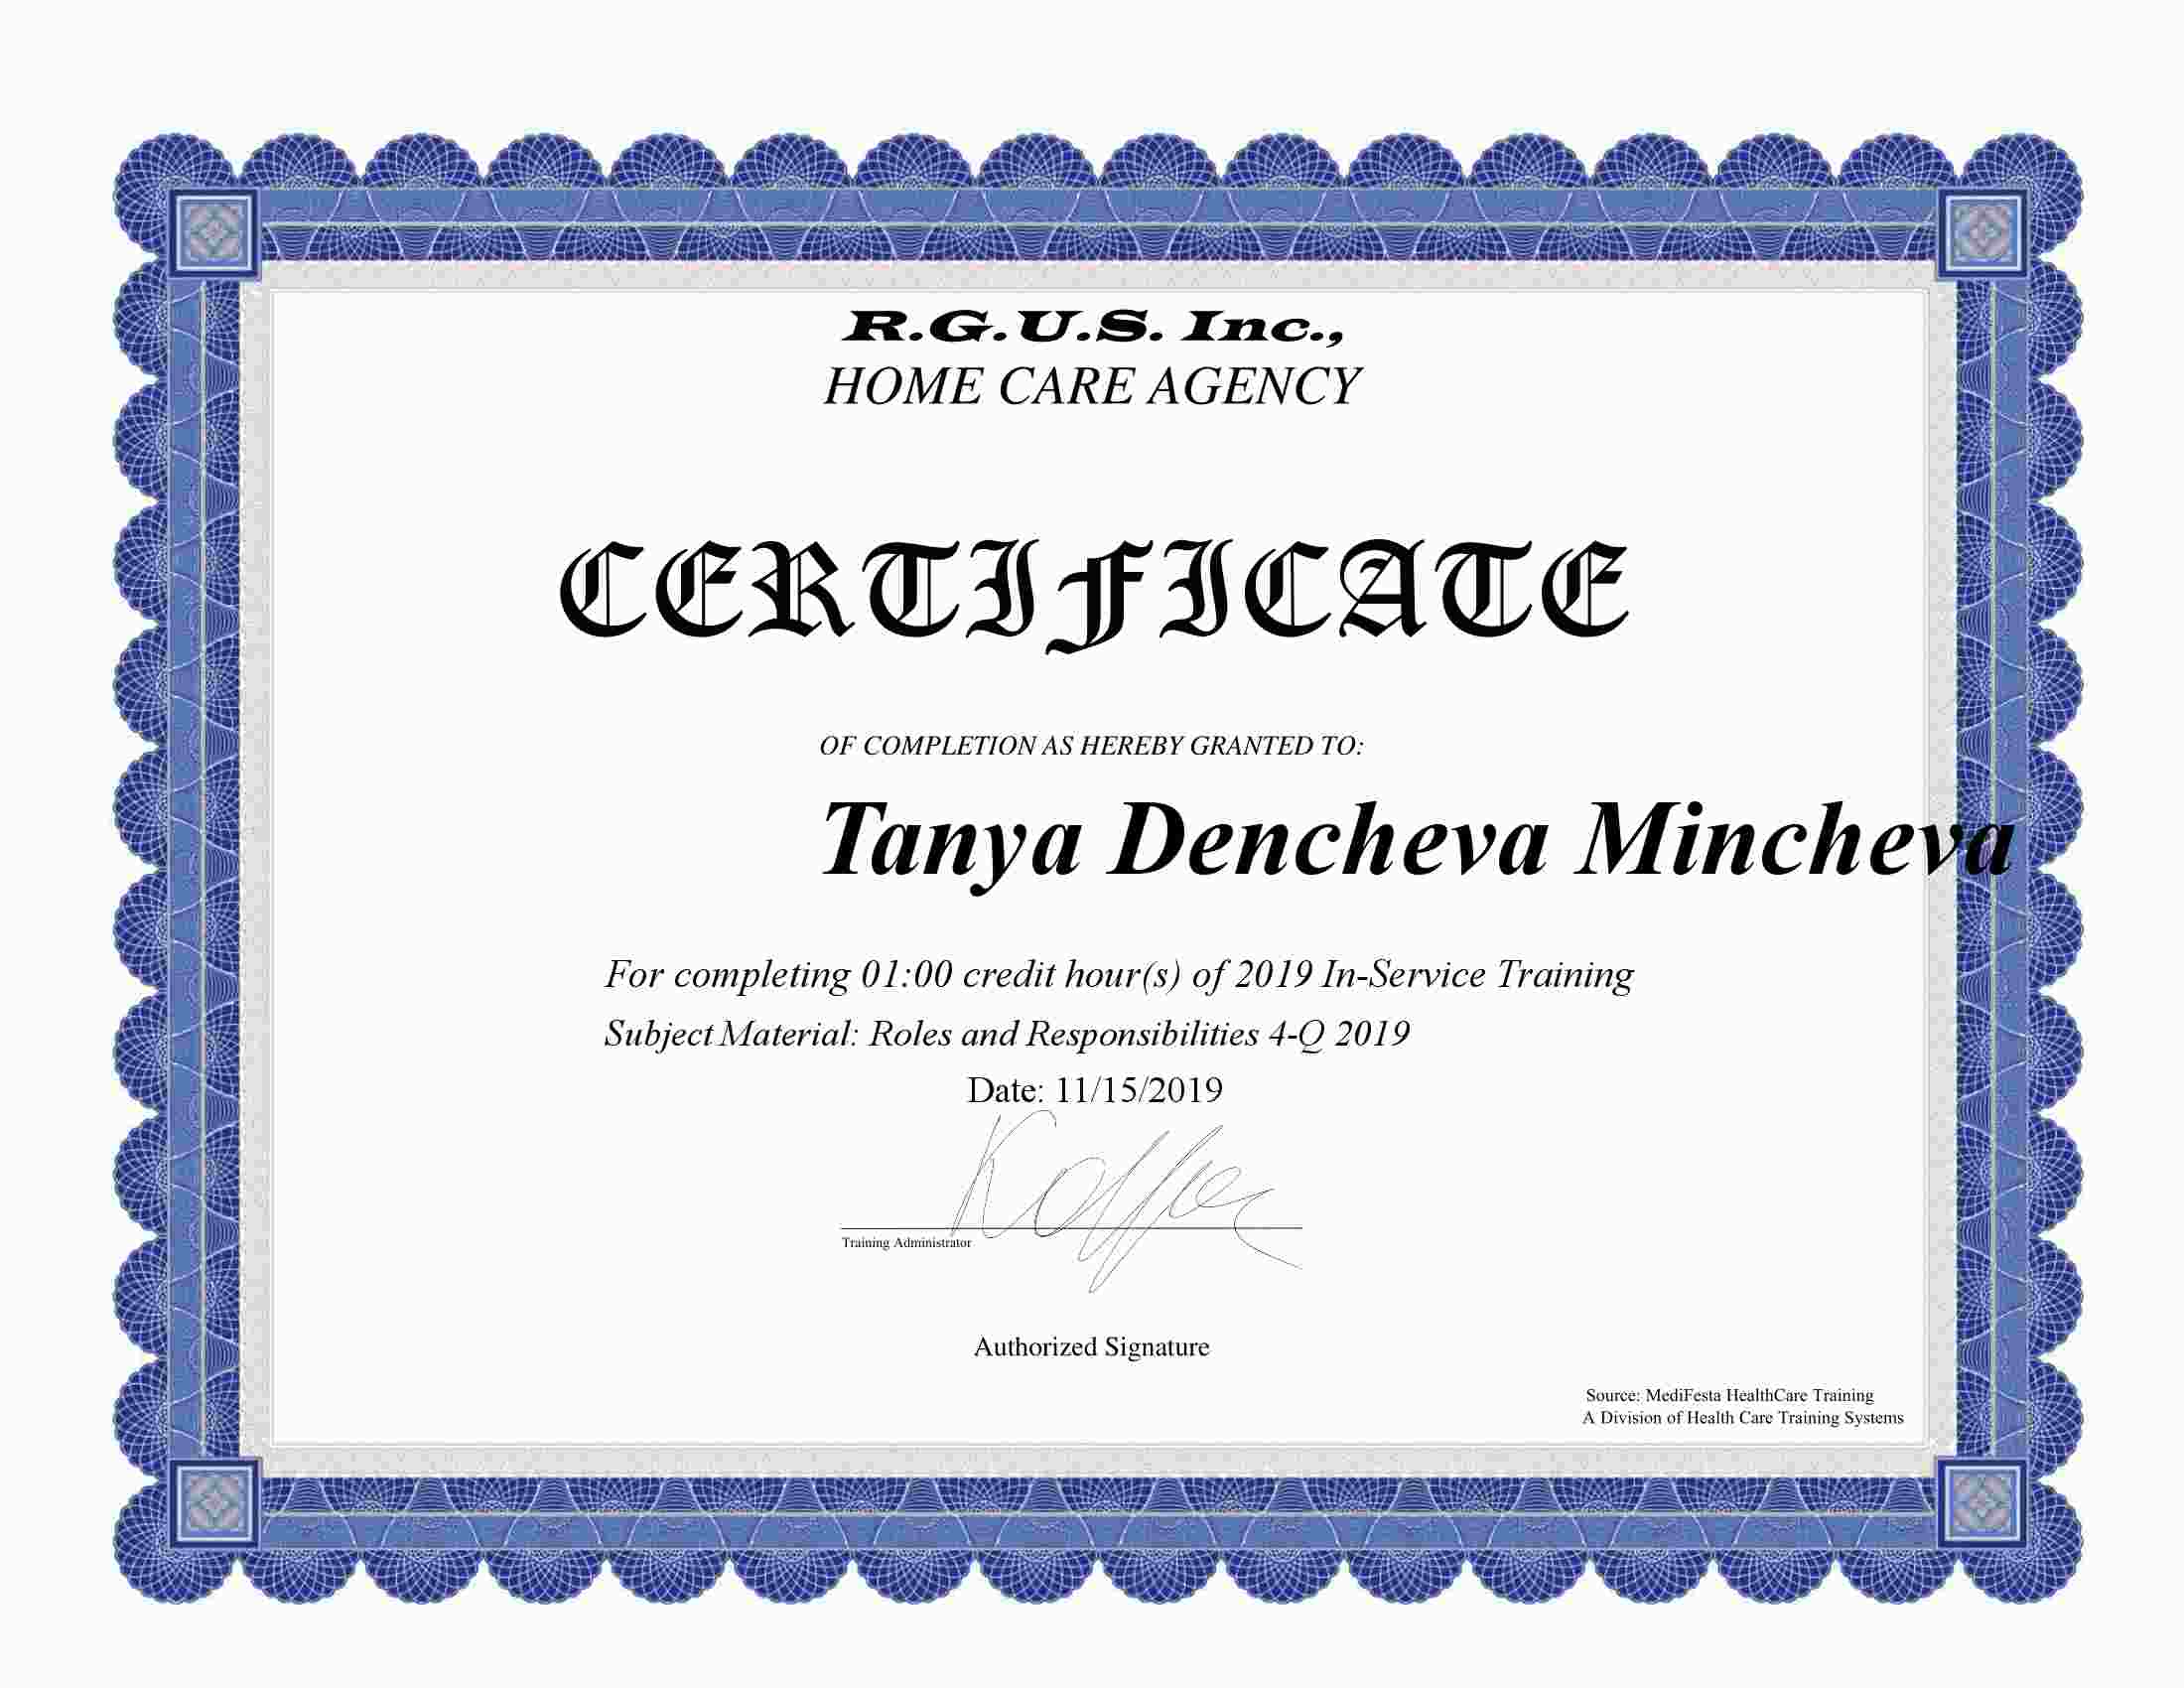 R.G.U.S. Inc.,
HOME CARE AGENCY
CERTIFICATE
OF COMPLETION AS HEREBY GRANTED TO:
Tanya Dencheva Mincheva
For completing 01:00 credit hour(s) of 2019 In-Service Training
Subject Material: Roles and Responsibilities 4-Q 2019
Date: 11/15/2019
Training Administrator
Authorized Signature
Source: MediFesta HealthCare Training
A Division of Health Care Training Systems